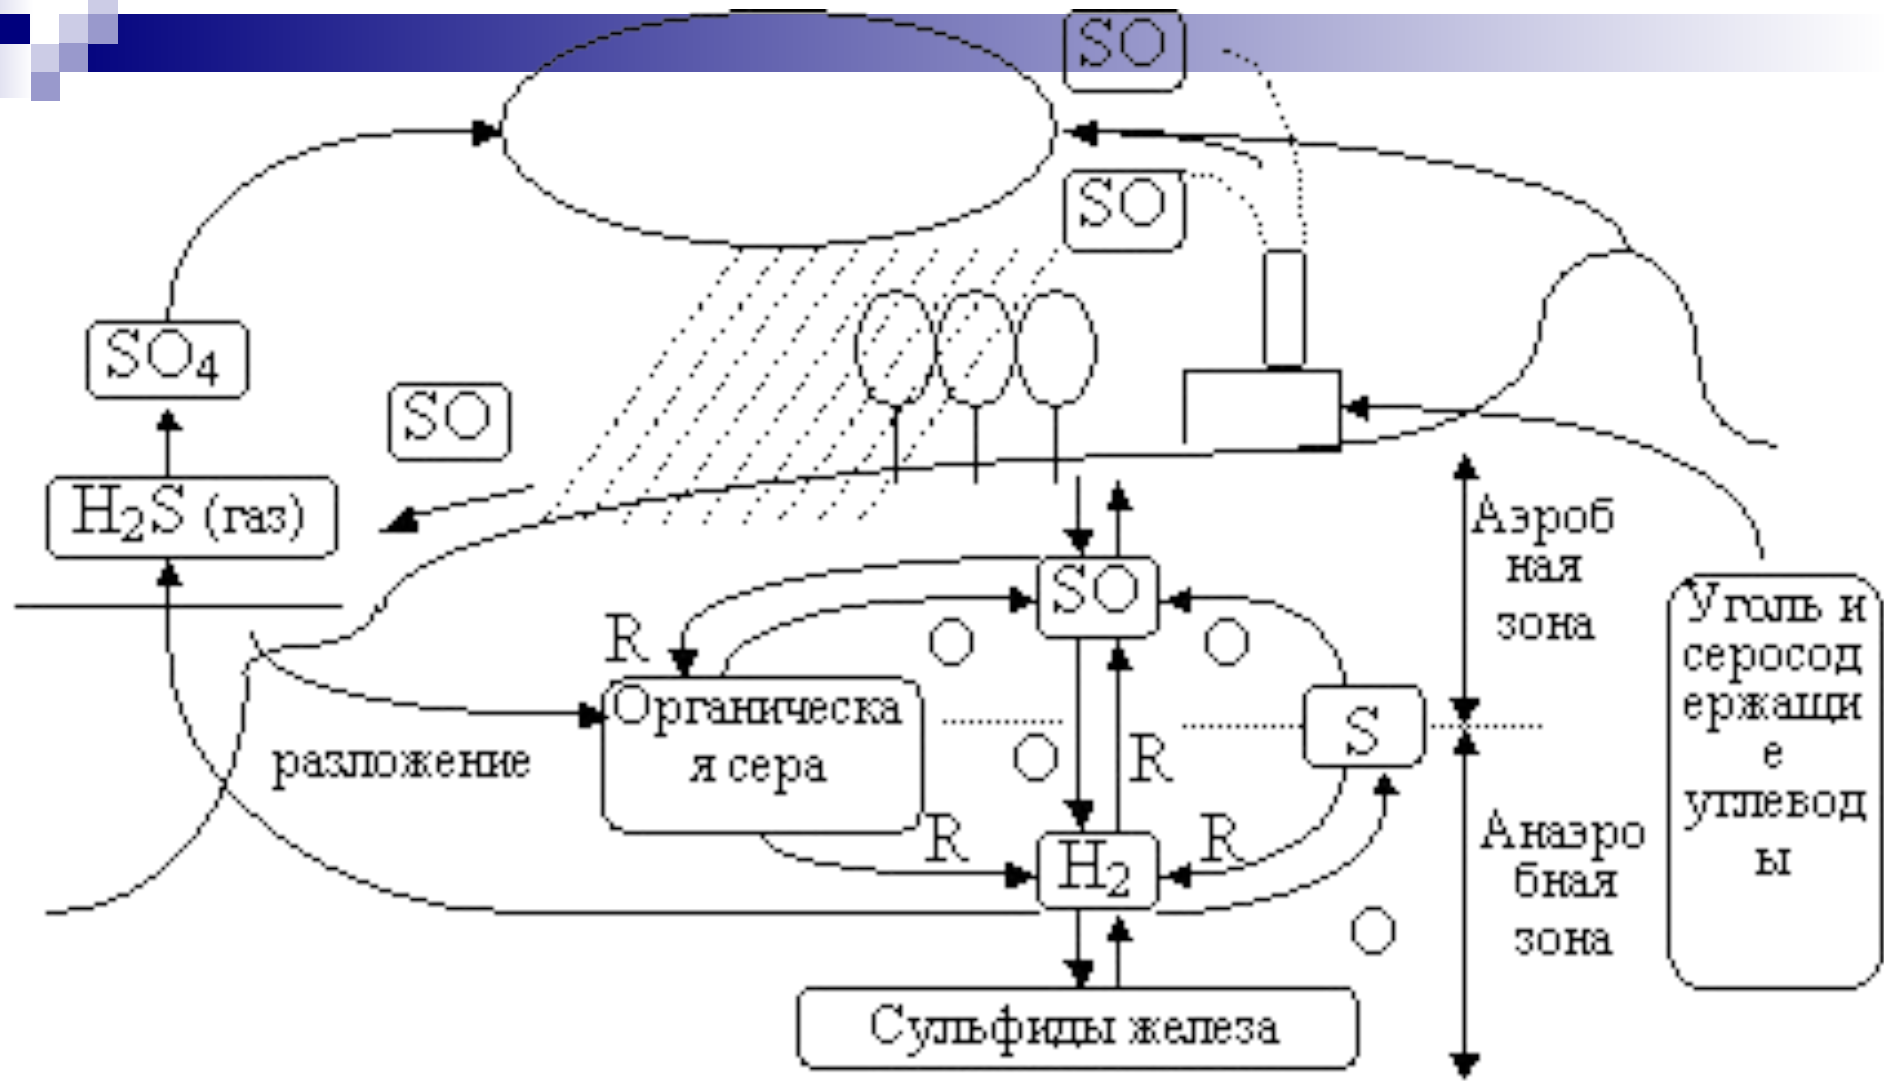 SO
SO
SO₄
SO
H₂S (газ)
Аэроб
ная
зона
SO
Уголь и
серосод
ержащи
е
углевод
ы
R
O
O
Органическа
я сера
S
разложение
O
R
R
R
Анаэро
бная
зона
H₂
O
Сульфиды железа